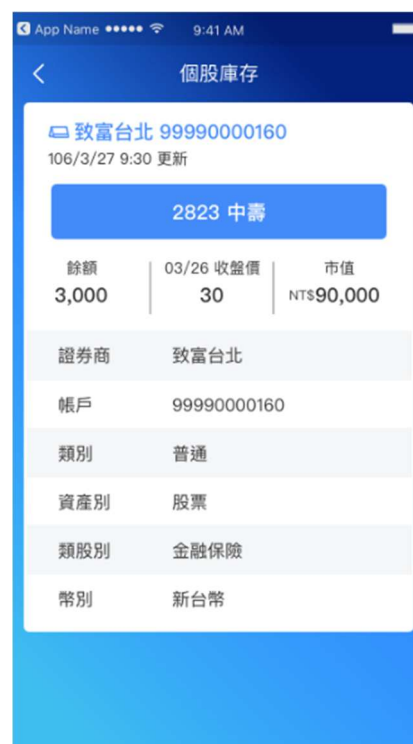 App Name 9:41 AM
個股庫存
致富台北 99990000160
106/3/27 9:30 更新
2823 中壽
餘額 03/26 收盤價 市值
3,000 30 NT$90,000
證券商 致富台北
帳戶 99990000160
類別 普通
資產別 股票
類股別 金融保險
幣別 新台幣